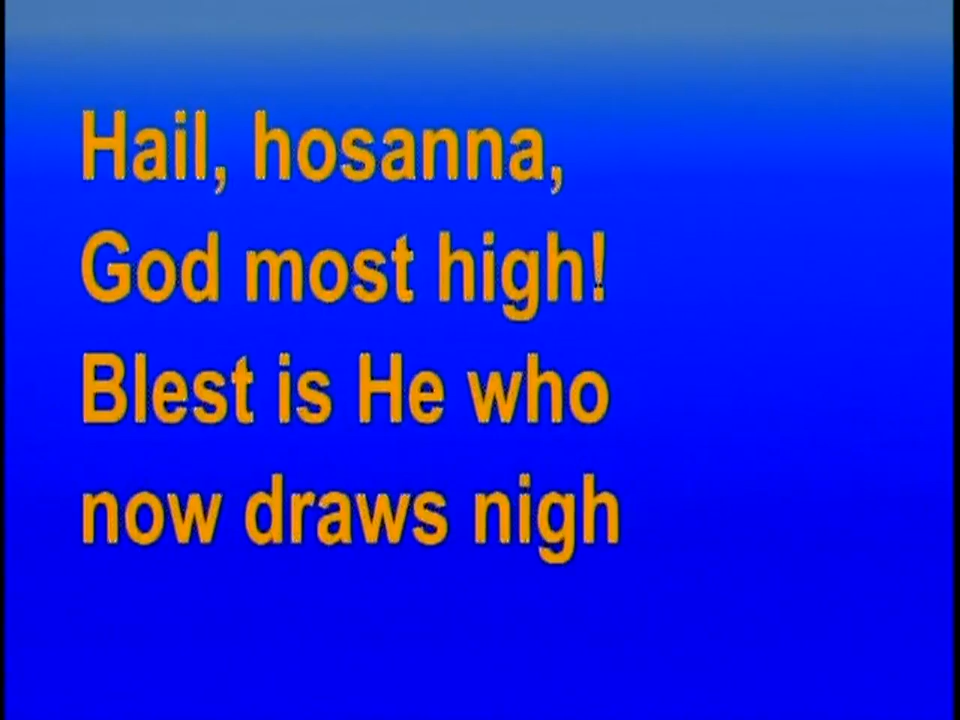 Hail, hosanna,
God most high!
Blest is He who
now draws nigh